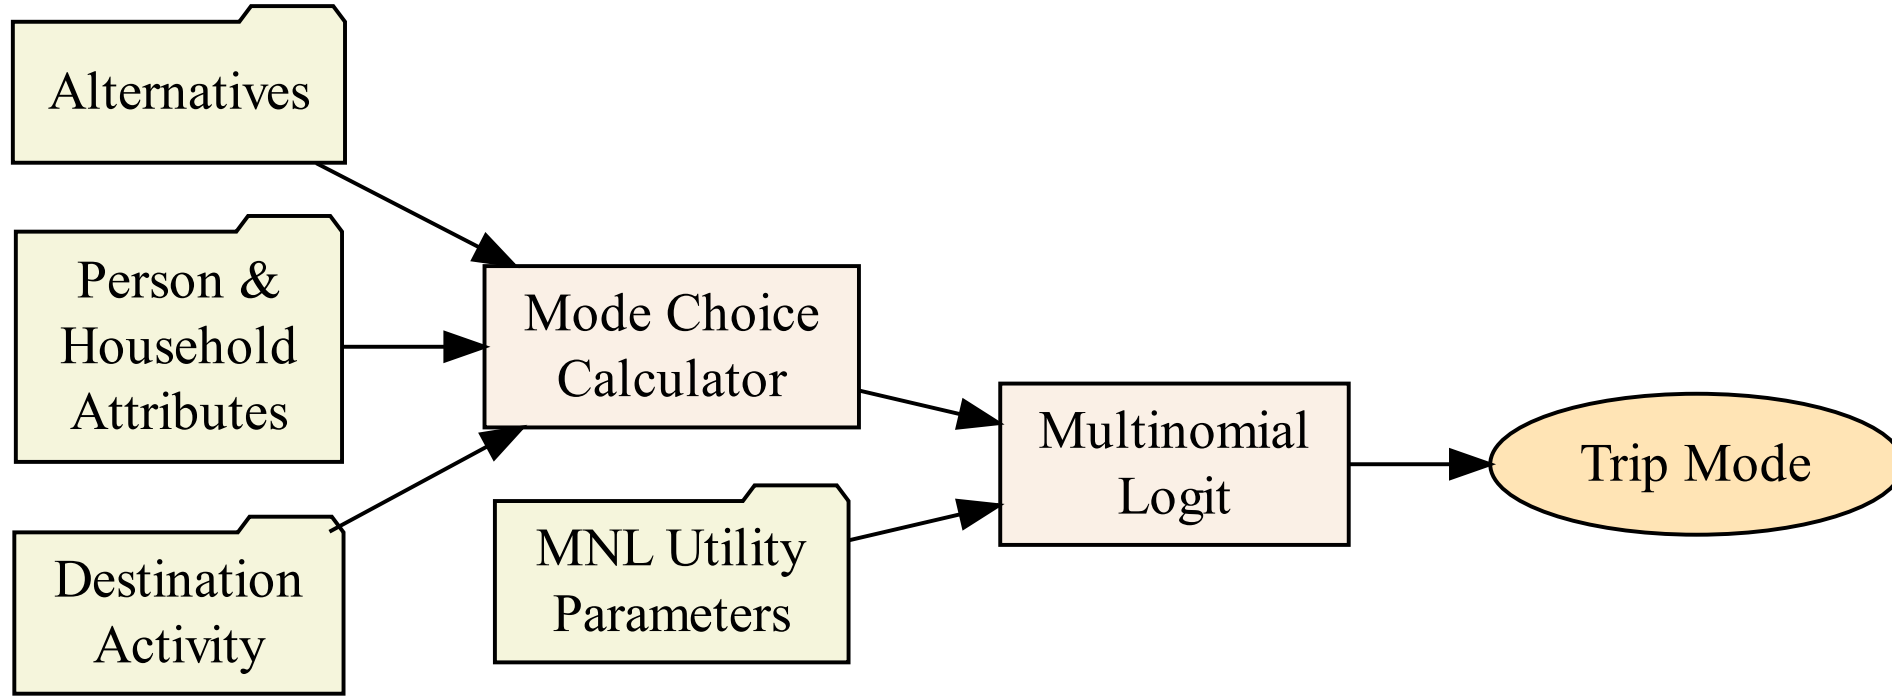 Alternatives
Person &
Household
Attributes
Destination
Activity
Mode Choice
Calculator
MNL Utility
Parameters
Multinomial
Logit
Trip Mode